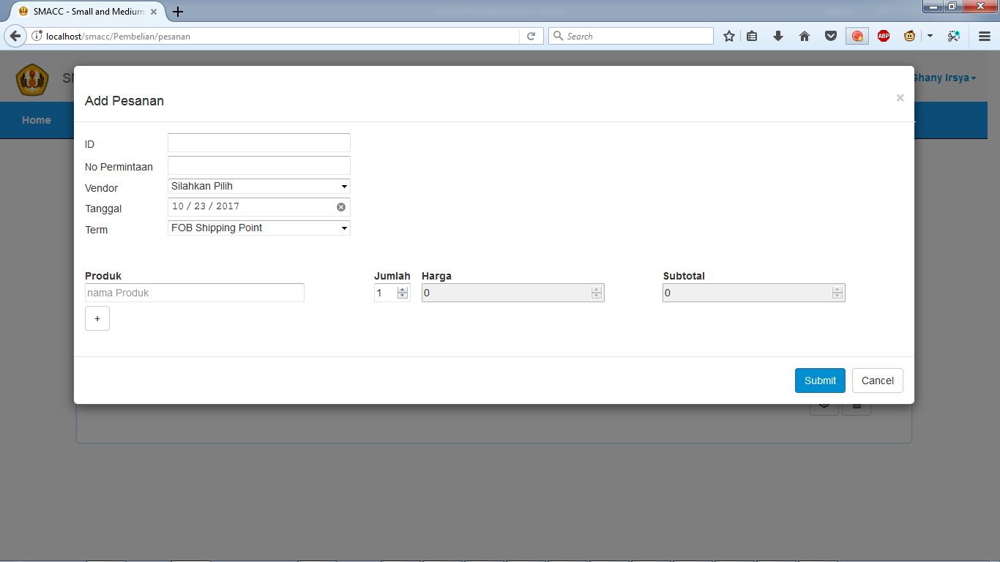 SMACC - Small and Medium
localhost/smacc/Pembelian/pesanan
Search
ABP
Ghany Irsya
Add Pesanan
×
Home
ID
No Permintaan
Vendor Silahkan Pilih
Tanggal 10 / 23 / 2017
Term FOB Shipping Point
Produk Jumlah Harga Subtotal
nama Produk 1 0 0
+
Submit Cancel